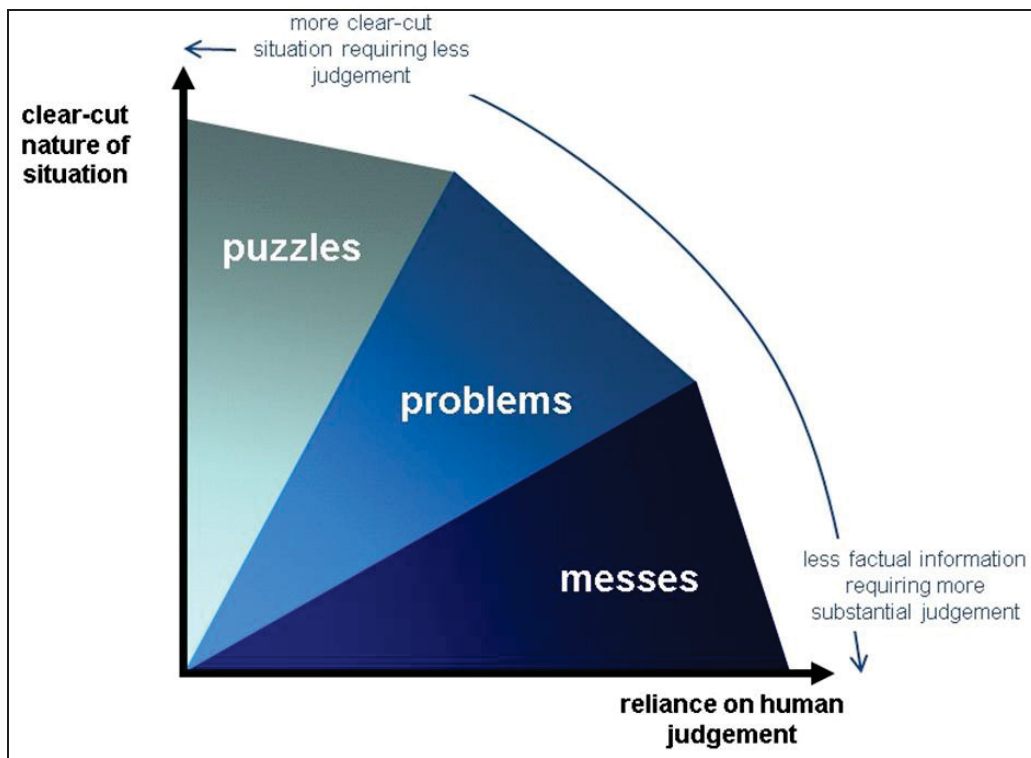 more clear-cut
situation requiring less
judgement
clear-cut
nature of
situation
puzzles
problems
messes
less factual information
requiring more
substantial judgement
reliance on human
judgement